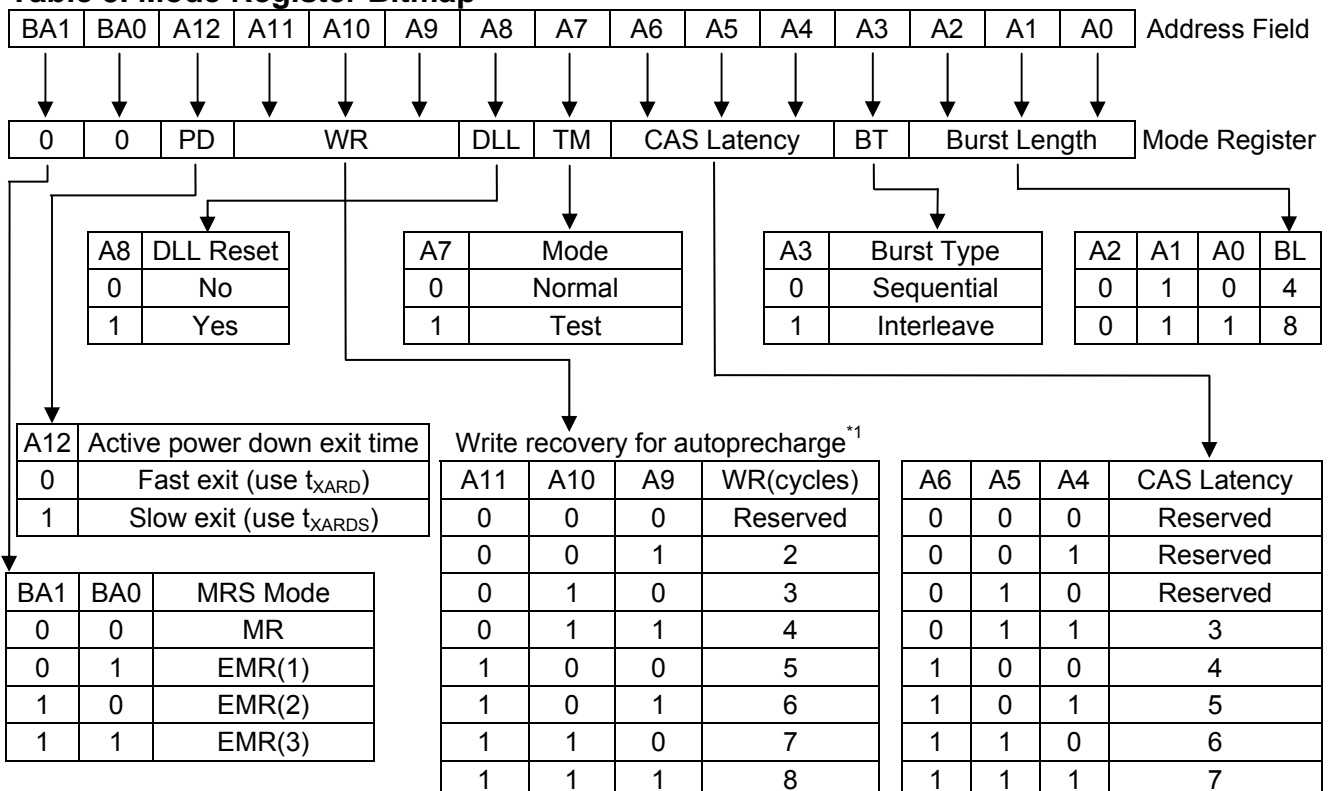 Table 5. Mode Register Bitmap
BA1 BA0 A12 A11 A10 A9 A8 A7 A6 A5 A4 A3 A2 A1 A0 Address Field
0 0 PD WR DLL TM CAS Latency BT Burst Length Mode Register
A8 DLL Reset
0 No
1 Yes
A7 Mode
0 Normal
1 Test
A3 Burst Type
0 Sequential
1 Interleave
A2 A1 A0 BL
0 1 0 4
0 1 1 8
A12 Active power down exit time
0 Fast exit (use tXARD)
1 Slow exit (use tXARDS)
BA1 BA0 MRS Mode
0 0 MR
0 1 EMR(1)
1 0 EMR(2)
1 1 EMR(3)
Write recovery for autoprecharge*1
A11 A10 A9 WR(cycles)
0 0 0 Reserved
0 0 1 2
0 1 0 3
0 1 1 4
1 0 0 5
1 0 1 6
1 1 0 7
1 1 1 8
A6 A5 A4 CAS Latency
0 0 0 Reserved
0 0 1 Reserved
0 1 0 Reserved
0 1 1 3
1 0 0 4
1 0 1 5
1 1 0 6
1 1 1 7